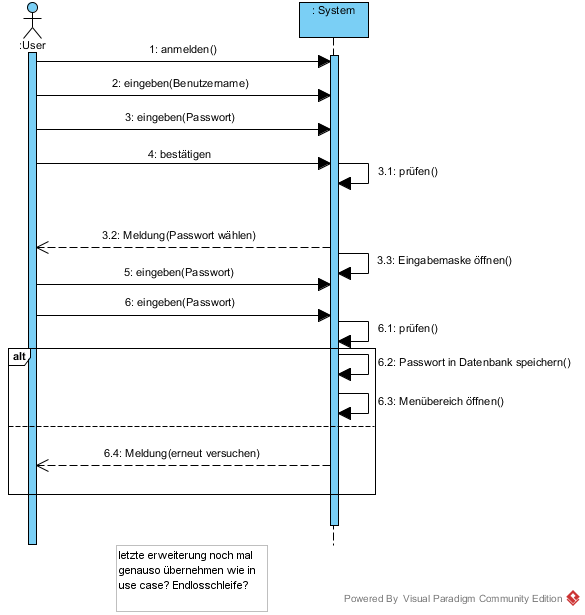 : System
:User
1: anmelden()
2: eingeben(Benutzername)
3: eingeben(Passwort)
4: bestätigen
3.1: prüfen()
3.2: Meldung(Passwort wählen)
3.3: Eingabemaske öffnen()
5: eingeben(Passwort)
6: eingeben(Passwort)
6.1: prüfen()
alt
6.2: Passwort in Datenbank speichern()
6.3: Menübereich öffnen()
6.4: Meldung(erneut versuchen)
letzte erweiterung noch mal
genauso übernehmen wie in
use case? Endlosschleife?
Powered By Visual Paradigm Community Edition